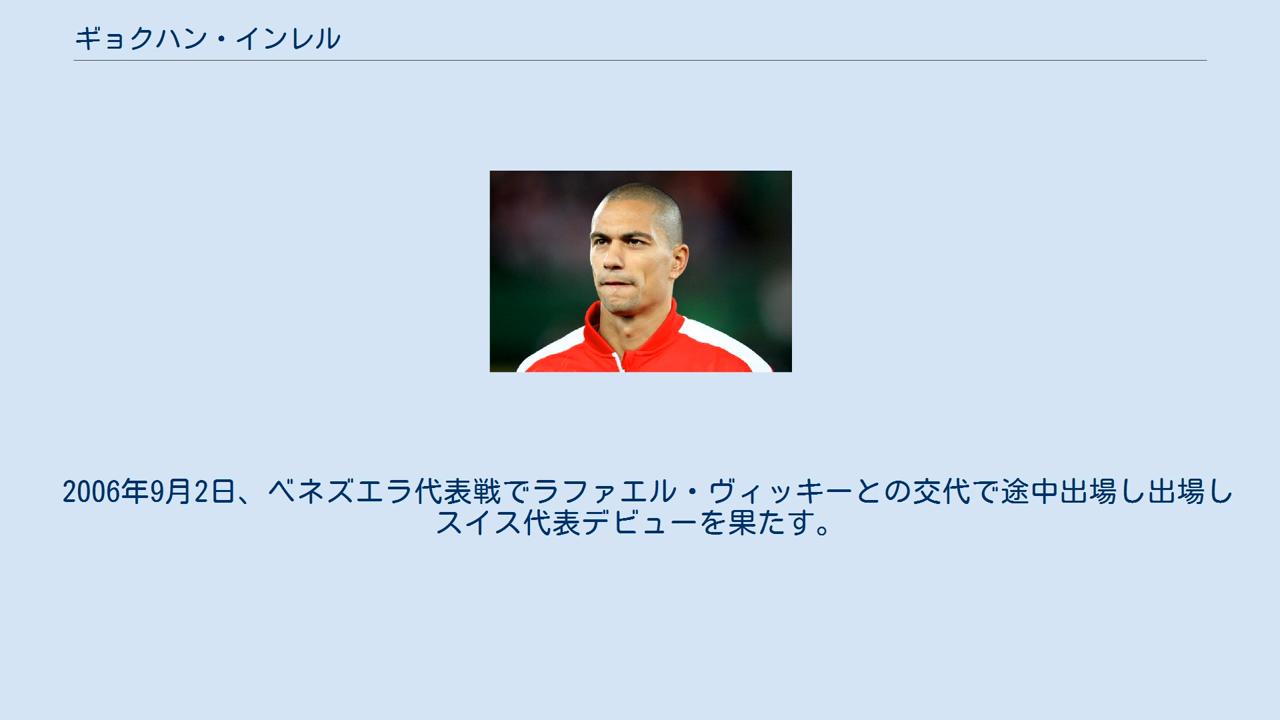 ギョクハン・インレル
2006年9月2日、ベネズエラ代表戦でラファエル・ヴィッキーとの交代で途中出場し出場し
スイス代表デビューを果たす。